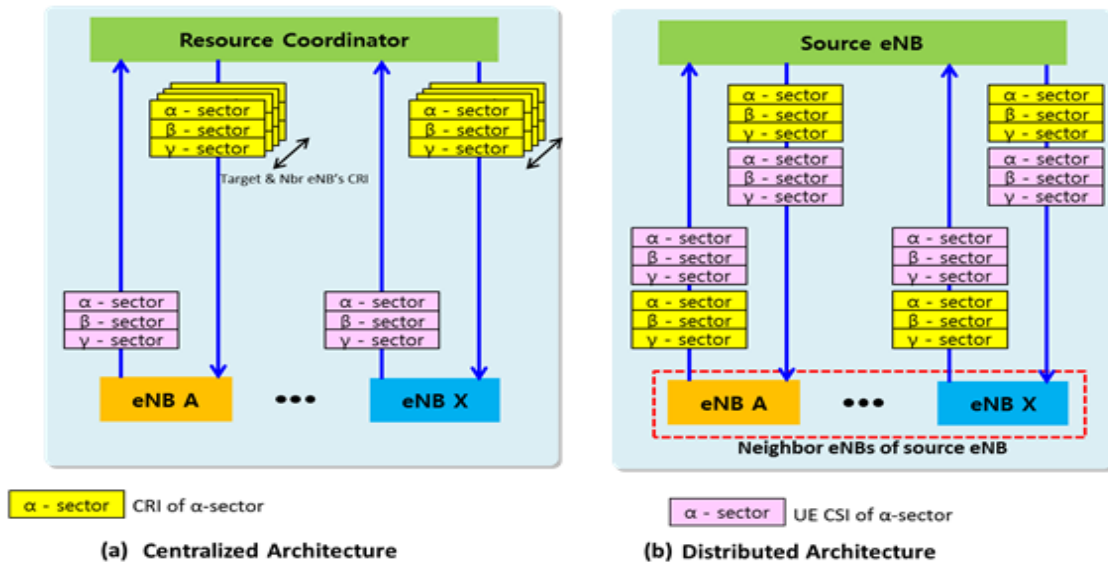 Resource Coordinator
α - sector
β - sector
γ - sector
α - sector
β - sector
γ - sector
Target & Nbr eNB's CRI
α - sector
β - sector
γ - sector
α - sector
β - sector
γ - sector
eNB A
•••
eNB X
Source eNB
α - sector
β - sector
γ - sector
α - sector
β - sector
γ - sector
α - sector
β - sector
γ - sector
α - sector
β - sector
γ - sector
α - sector
β - sector
γ - sector
α - sector
β - sector
γ - sector
α - sector
β - sector
γ - sector
α - sector
β - sector
γ - sector
eNB A
•••
eNB X
Neighbor eNBs of source eNB
α - sector CRI of α-sector
α - sector UE CSI of α-sector
(a) Centralized Architecture
(b) Distributed Architecture